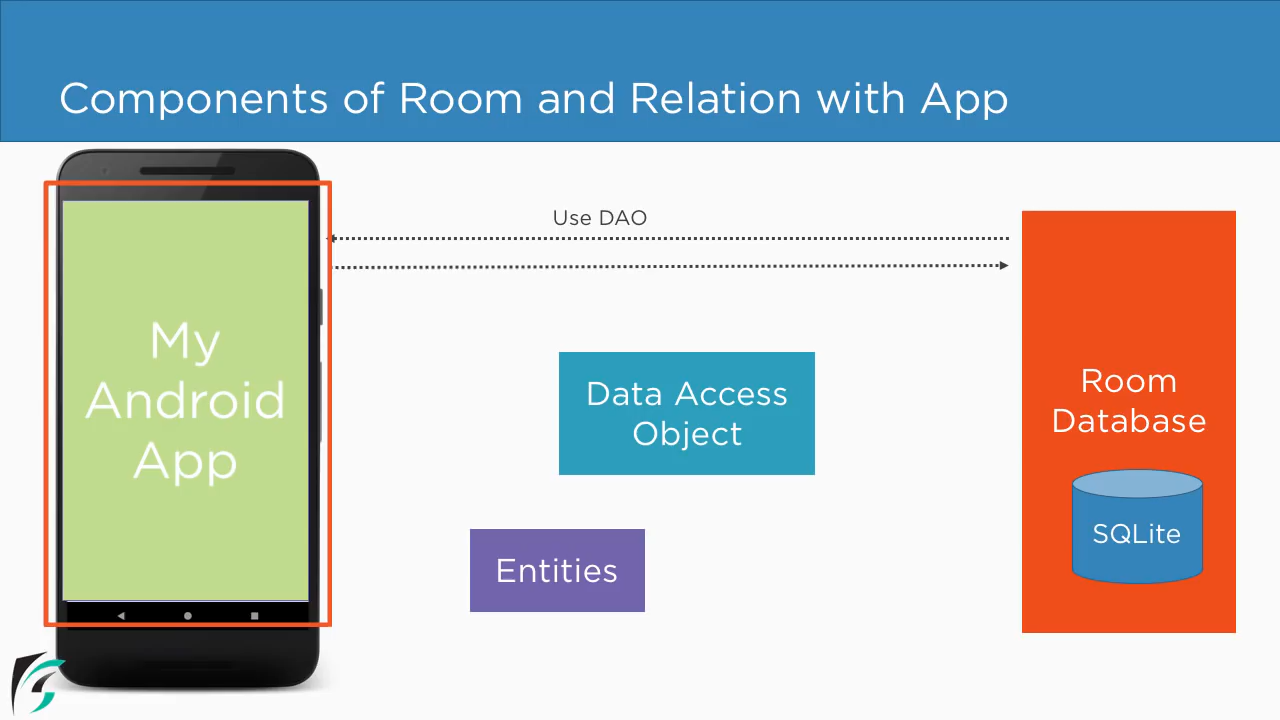 Components of Room and Relation with App
Use DAO
My
Android
App
Data Access
Object
Room
Database
SQLite
Entities